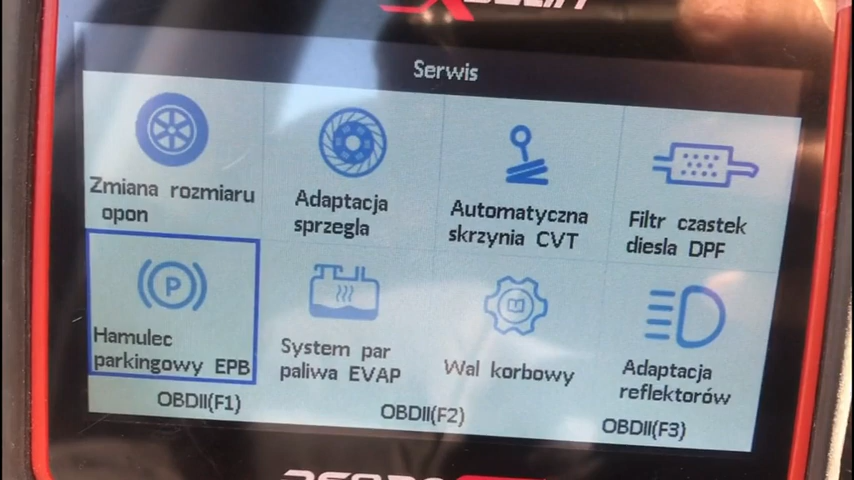 Serwis
Zmiana rozmiaru
opon
Adaptacja
sprzegla
Automatyczna
skrzynia CVT
Filtr czastek
diesla DPF
Hamulec
parkingowy EPB
System par
paliwa EVAP
Wal korbowy
Adaptacja
reflektorów
OBDII(F1)
OBDII(F2)
OBDII(F3)
P